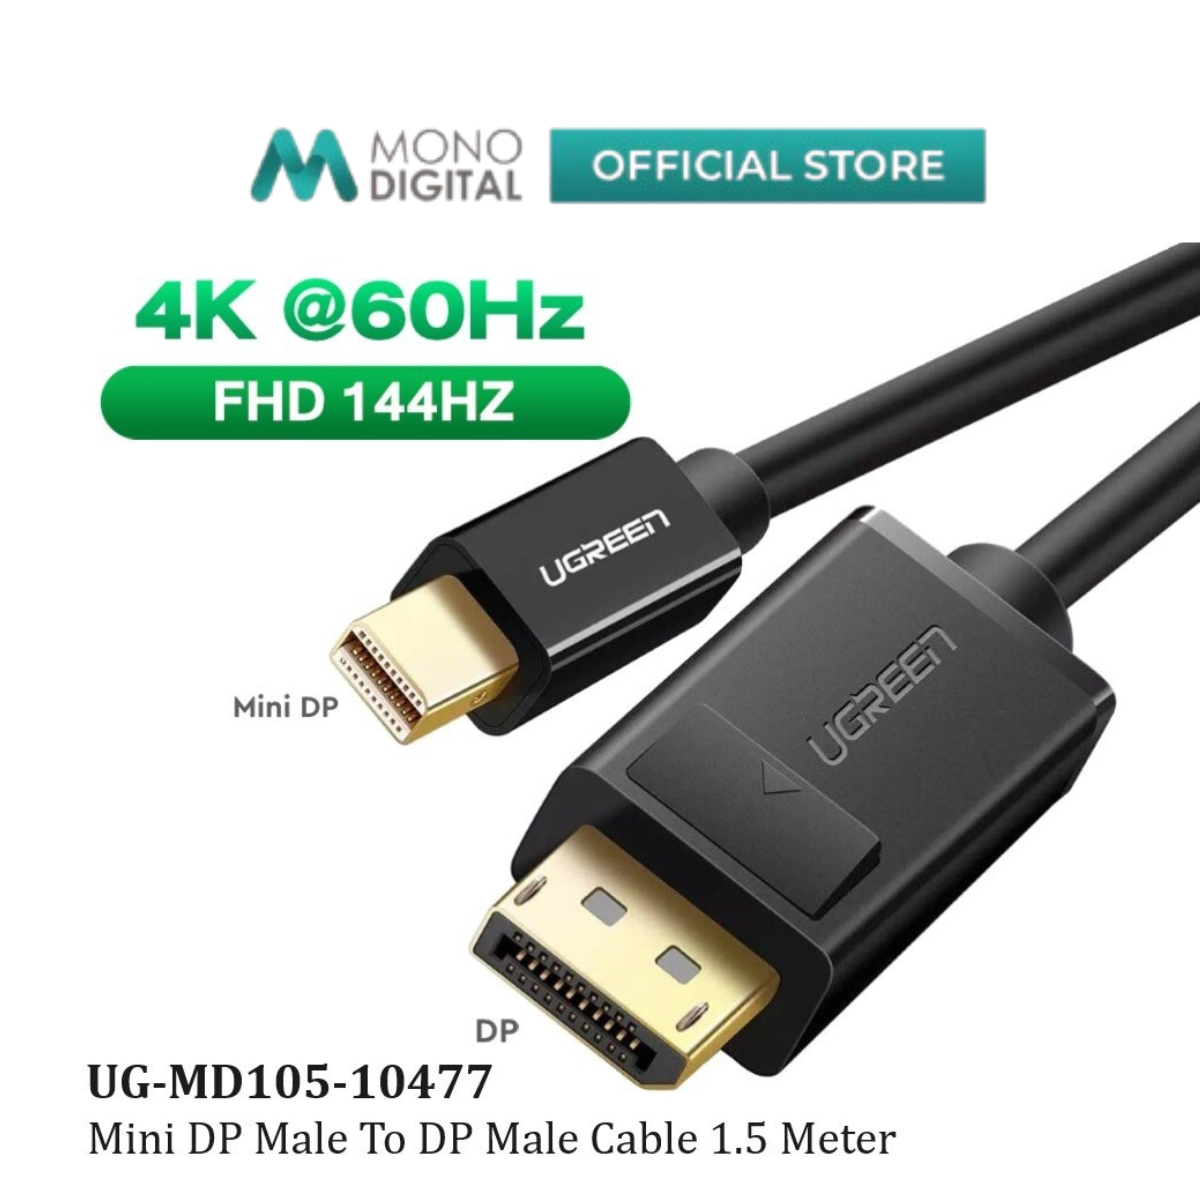 MONO
DIGITAL
OFFICIAL STORE
4K @60Hz
FHD 144HZ
UGREEN
UGREEN
Mini DP
DP
UG-MD105-10477
Mini DP Male To DP Male Cable 1.5 Meter